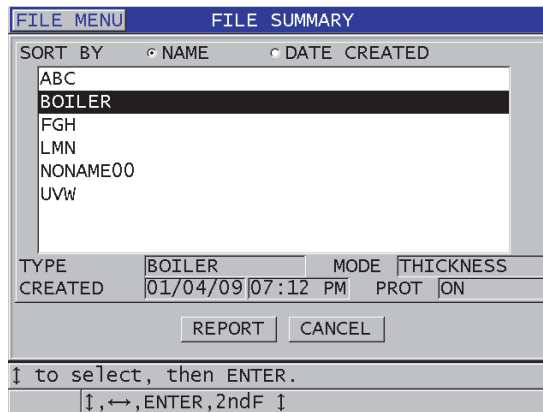 FILE MENU FILE SUMMARY
SORT BY NAME DATE CREATED
ABC
BOILER
FGH
LMN
NONAME00
UVW
TYPE BOILER MODE THICKNESS
CREATED 01/04/09 07:12 PM PROT ON
REPORT CANCEL
↕ to select, then ENTER.
↕,↔,ENTER,2ndF ↕